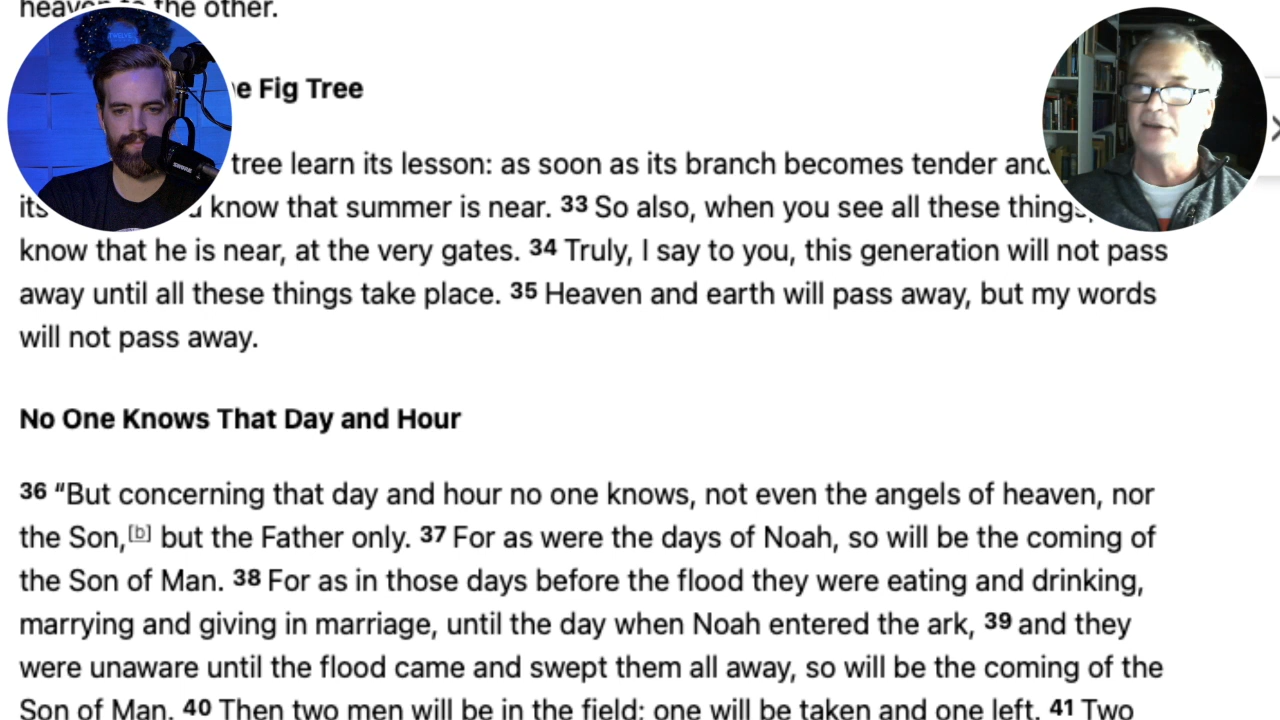 heaven to the other.
e Fig Tree
tree learn its lesson: as soon as its branch becomes tender and
its know that summer is near. 33 So also, when you see all these things,
know that he is near, at the very gates. 34 Truly, I say to you, this generation will not pass
away until all these things take place. 35 Heaven and earth will pass away, but my words
will not pass away.
No One Knows That Day and Hour
36 “But concerning that day and hour no one knows, not even the angels of heaven, nor
the Son,[b] but the Father only. 37 For as were the days of Noah, so will be the coming of
the Son of Man. 38 For as in those days before the flood they were eating and drinking,
marrying and giving in marriage, until the day when Noah entered the ark, 39 and they
were unaware until the flood came and swept them all away, so will be the coming of the
Son of Man. 40 Then two men will be in the field; one will be taken and one left. 41 Two
SHURE